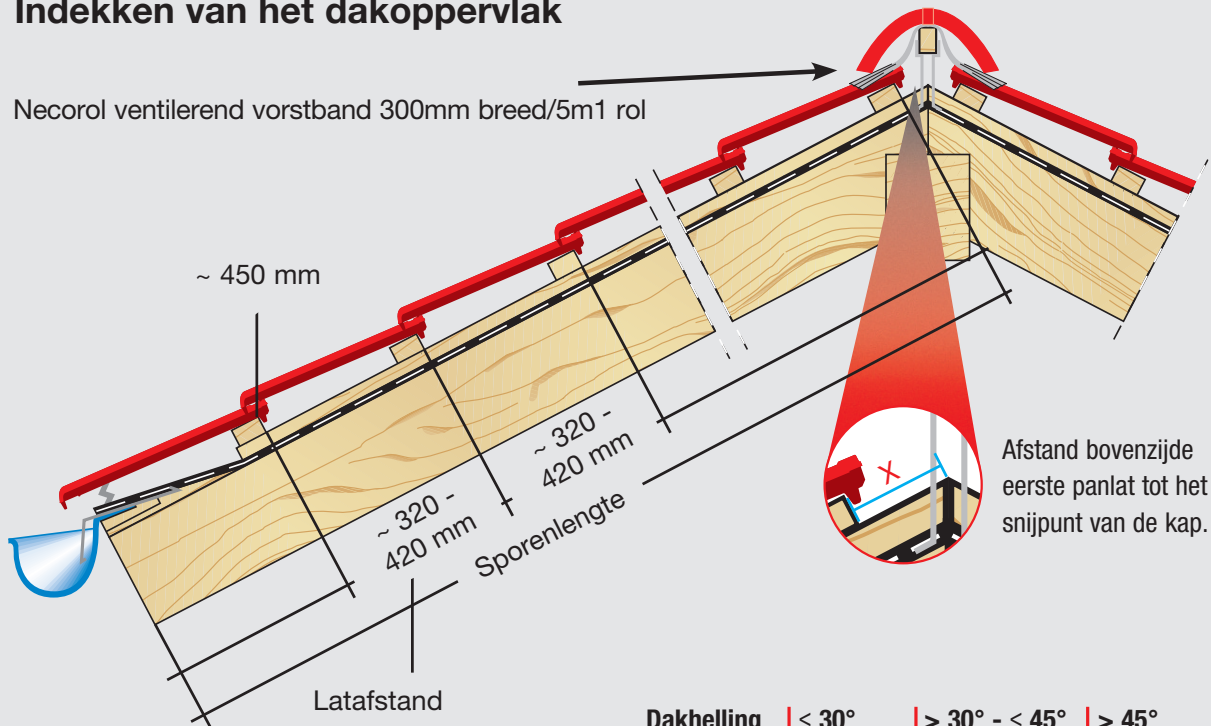 Indekken van het dakoppervlak
Necorol ventilerend vorstband 300mm breed/5m1 rol
~ 450 mm
~ 320 -
420 mm
~ 320 -
420 mm
Sporenlengte
Latafstand
X
Afstand bovenzijde
eerste panlat tot het
snijpunt van de kap.
Dakhelling < 30° > 30° - < 45° > 45°